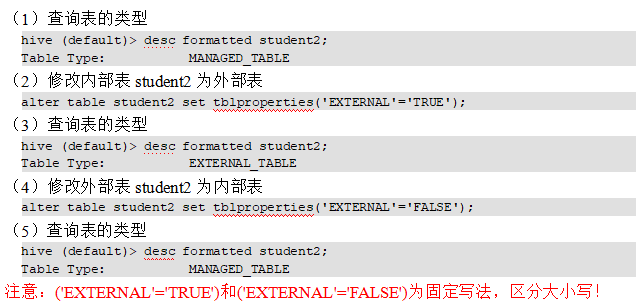 （1）查询表的类型
hive (default)> desc formatted student2;
Table Type: MANAGED_TABLE
（2）修改内部表 student2 为外部表
alter table student2 set tblproperties('EXTERNAL'='TRUE');
（3）查询表的类型
hive (default)> desc formatted student2;
Table Type: EXTERNAL_TABLE
（4）修改外部表 student2 为内部表
alter table student2 set tblproperties('EXTERNAL'='FALSE');
（5）查询表的类型
hive (default)> desc formatted student2;
Table Type: MANAGED_TABLE
注意：('EXTERNAL'='TRUE')和('EXTERNAL'='FALSE')为固定写法，区分大小写！